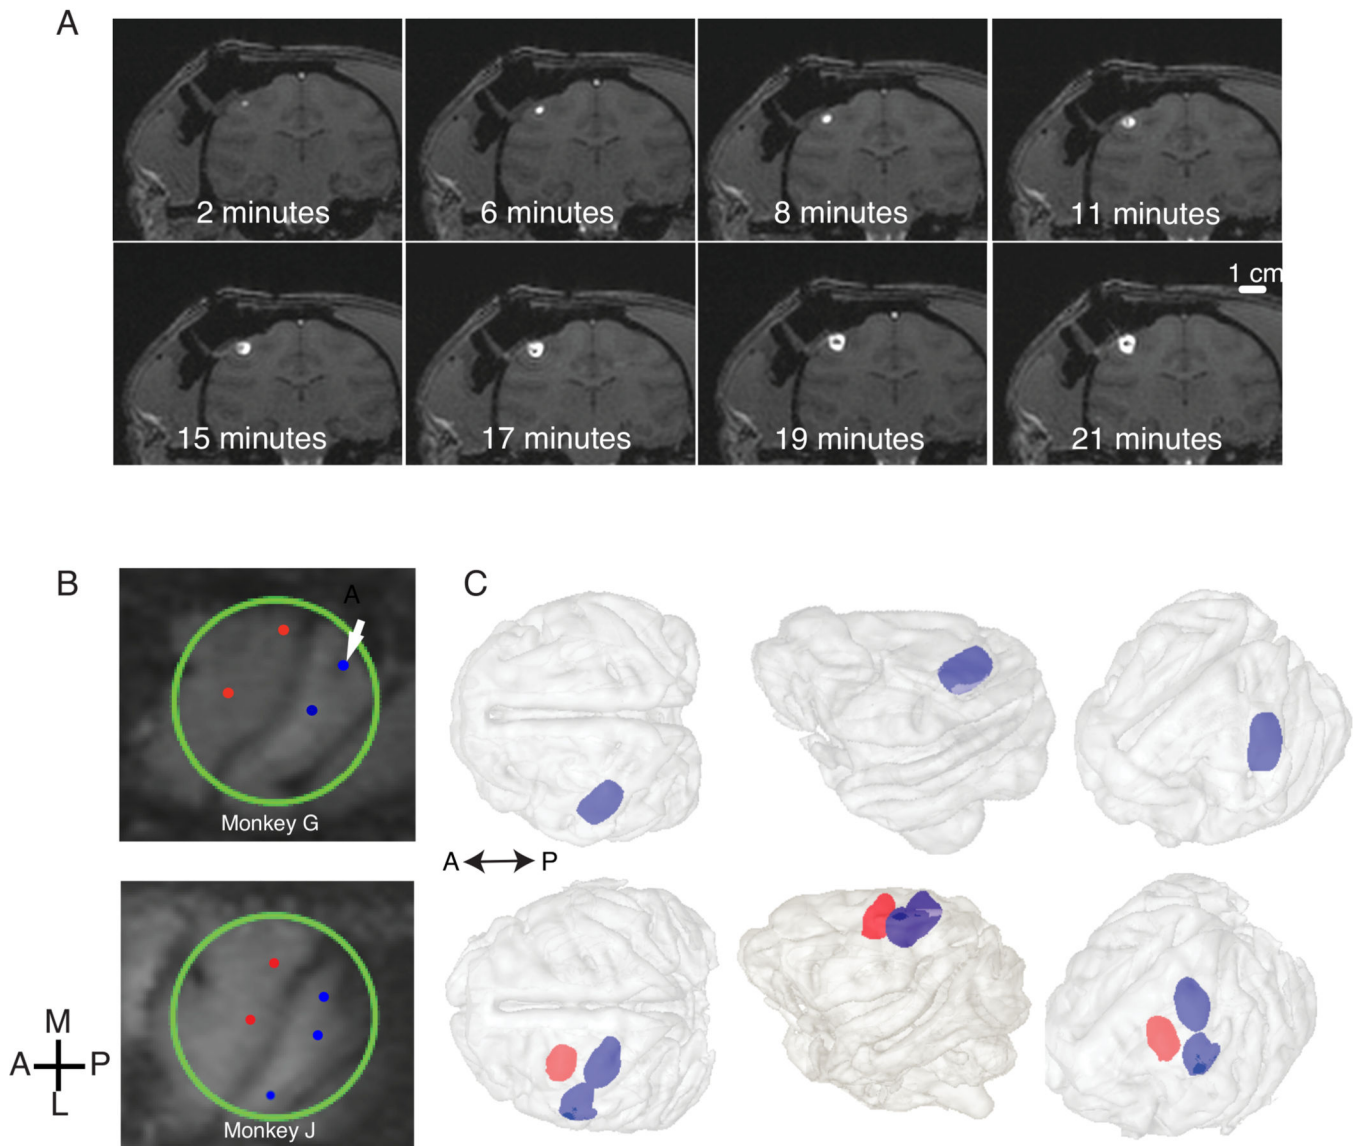 A
2 minutes
6 minutes
8 minutes
11 minutes
1 cm
15 minutes
17 minutes
19 minutes
21 minutes
B
C
A
Monkey G
A
P
M
A
P
L
Monkey J